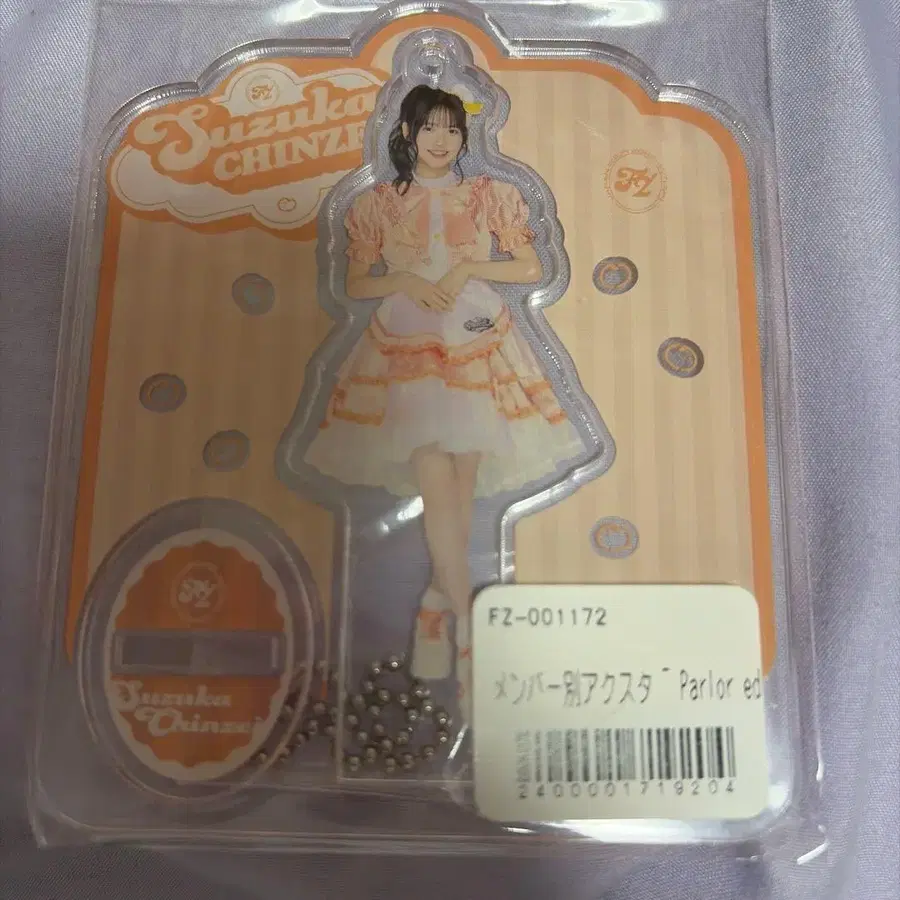 Suzuka
CHINZE
FZ
FZ
Suzuka
Chinzei
FZ-001172
メンバー別アクスタ~ Parlor ed
2400001719204